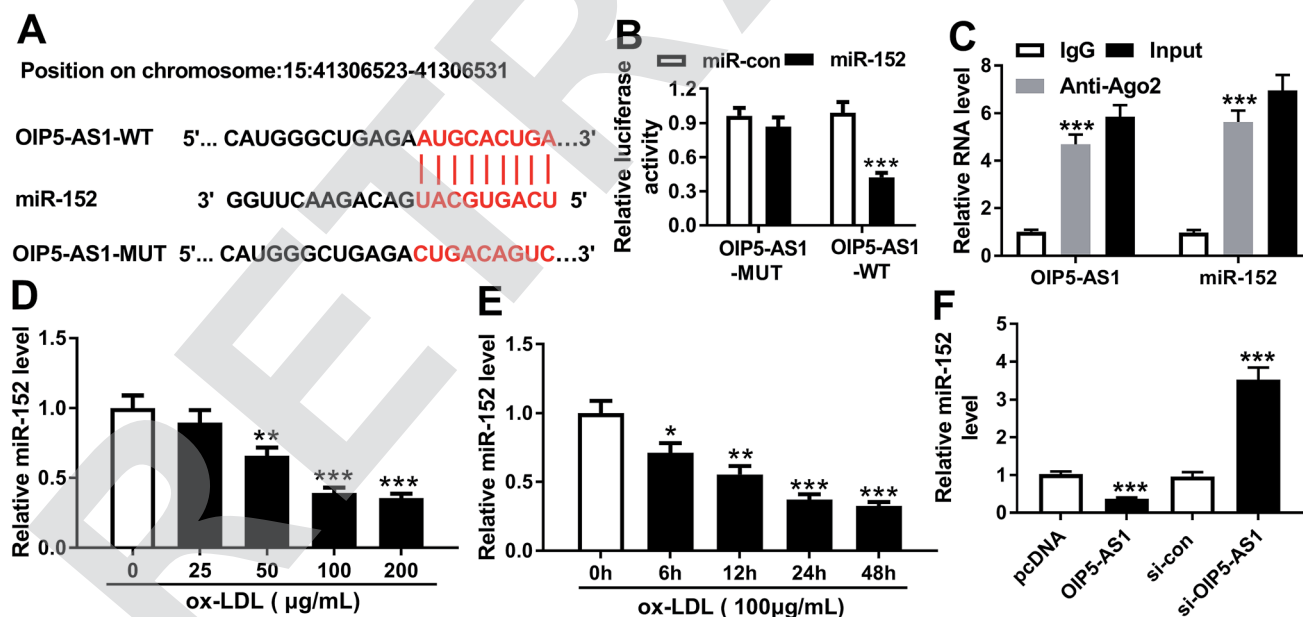 A
Position on chromosome:15:41306523-41306531
OIP5-AS1-WT 5'... CAUGGGCUGAGAAUGCACUGA...3'
miR-152 3' GGUUCAAGACAGUACGUGACU 5'
OIP5-AS1-MUT 5'... CAUGGGCUGAGACUGACAGUC...3'
B
miR-con miR-152
Relative luciferase
activity
1.2
0.9
0.6
0.3
0.0
***
OIP5-AS1
-MUT
OIP5-AS1
-WT
C
IgG Input
Anti-Ago2
Relative RNA level
8
6
4
2
0
***
***
OIP5-AS1 miR-152
D
Relative miR-152 level
1.5
1.0
0.5
0.0
**
***
***
0 25 50 100 200
ox-LDL ( μg/mL)
E
Relative miR-152 level
1.5
1.0
0.5
0.0
*
**
***
***
0h 6h 12h 24h 48h
ox-LDL ( 100μg/mL)
F
Relative miR-152
level
5
4
3
2
1
0
***
***
pcDNA
OIP5-AS1
si-con
si-OIP5-AS1